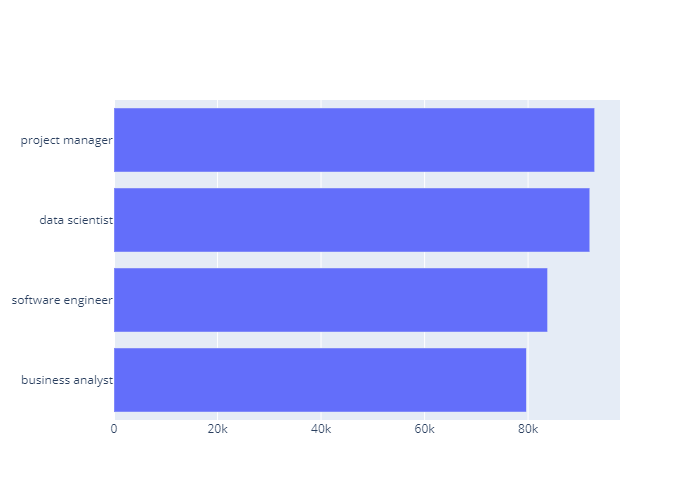 project manager
data scientist
software engineer
business analyst
0 20k 40k 60k 80k